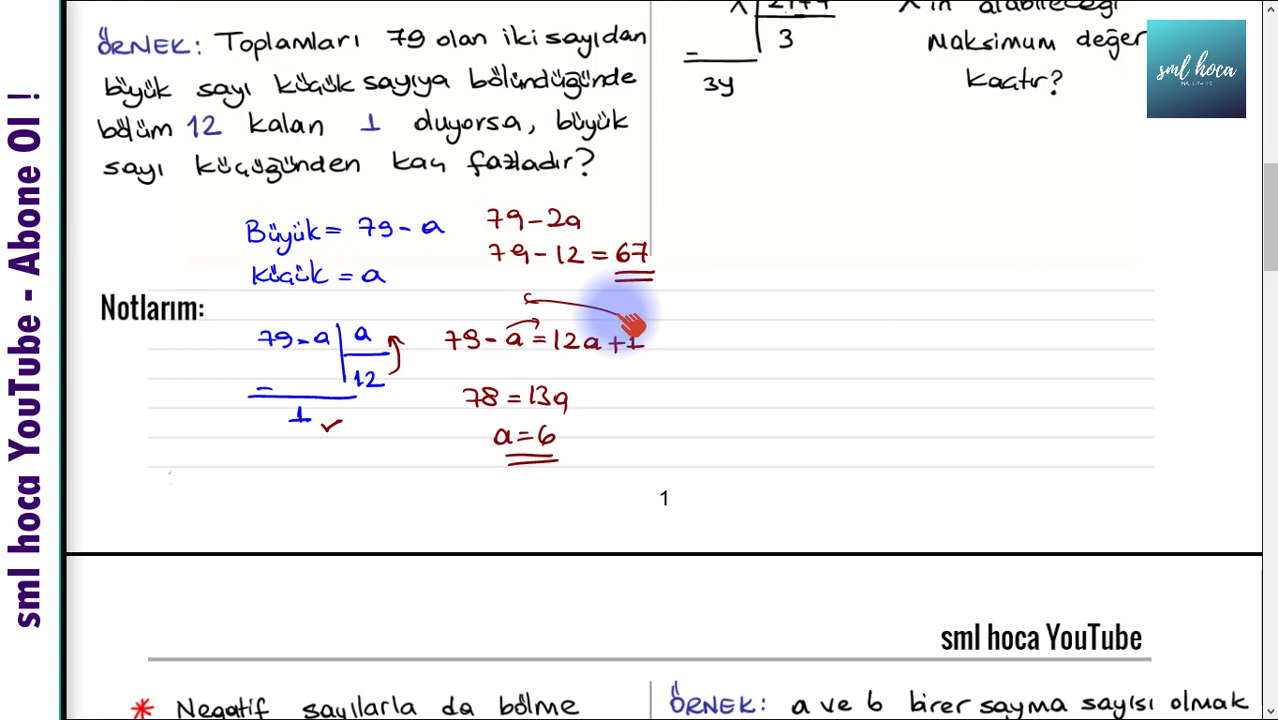 sml hoca YouTube - Abone Ol !
ÖRNEK: Toplamları 79 olan iki sayıdan
büyük sayı küçük sayıya bölündüğünde
bölüm 12 kalan 1 oluyorsa, büyük
sayı küçüğünden kaç fazladır?
Büyük = 79 - a
Küçük = a
79 - 2a
79 - 12 = 67
Notlarım:
79 - a | a
12
-
1 ✓
79 - a = 12a + 1
78 = 13a
a = 6
3
-
3y
alabileceği
Maksimum değer
kaçtır?
sml hoca
1
sml hoca YouTube
* Negatif sayılarla da bölme
ÖRNEK: a ve b birer sayma sayısı olmak